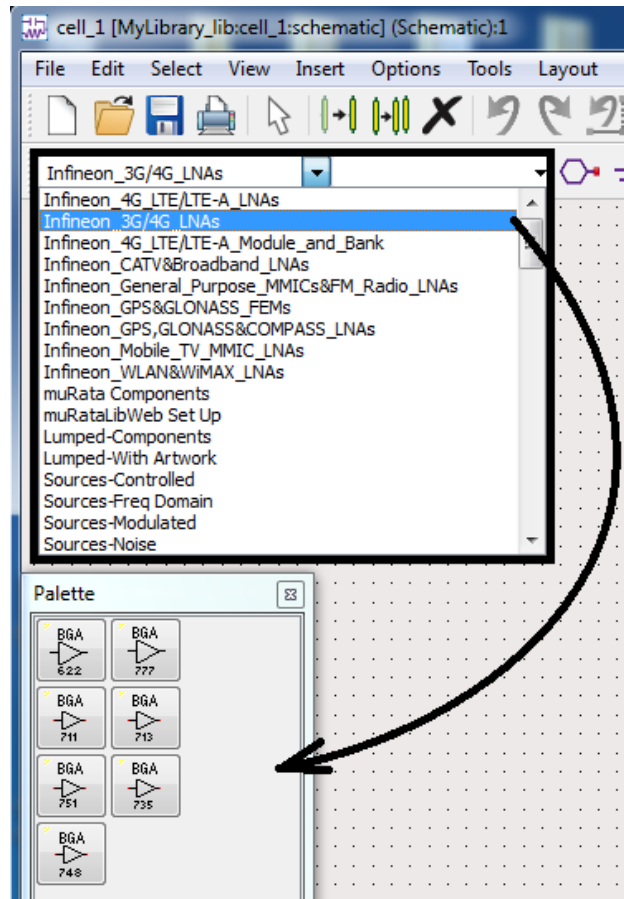 cell_1 [MyLibrary_lib:cell_1:schematic] (Schematic):1
File Edit Select View Insert Options Tools Layout
Infineon_3G/4G_LNAs
Infineon_4G_LTE/LTE-A_LNAs
Infineon_3G/4G_LNAs
Infineon_4G_LTE/LTE-A_Module_and_Bank
Infineon_CATV&Broadband_LNAs
Infineon_General_Purpose_MMICs&FM_Radio_LNAs
Infineon_GPS&GLONASS_FEMs
Infineon_GPS,GLONASS&COMPASS_LNAs
Infineon_Mobile_TV_MMIC_LNAs
Infineon_WLAN&WiMAX_LNAs
muRata Components
muRataLibWeb Set Up
Lumped-Components
Lumped-With Artwork
Sources-Controlled
Sources-Freq Domain
Sources-Modulated
Sources-Noise
Palette
BGA BGA
622 777
BGA BGA
711 713
BGA BGA
751 735
BGA
748